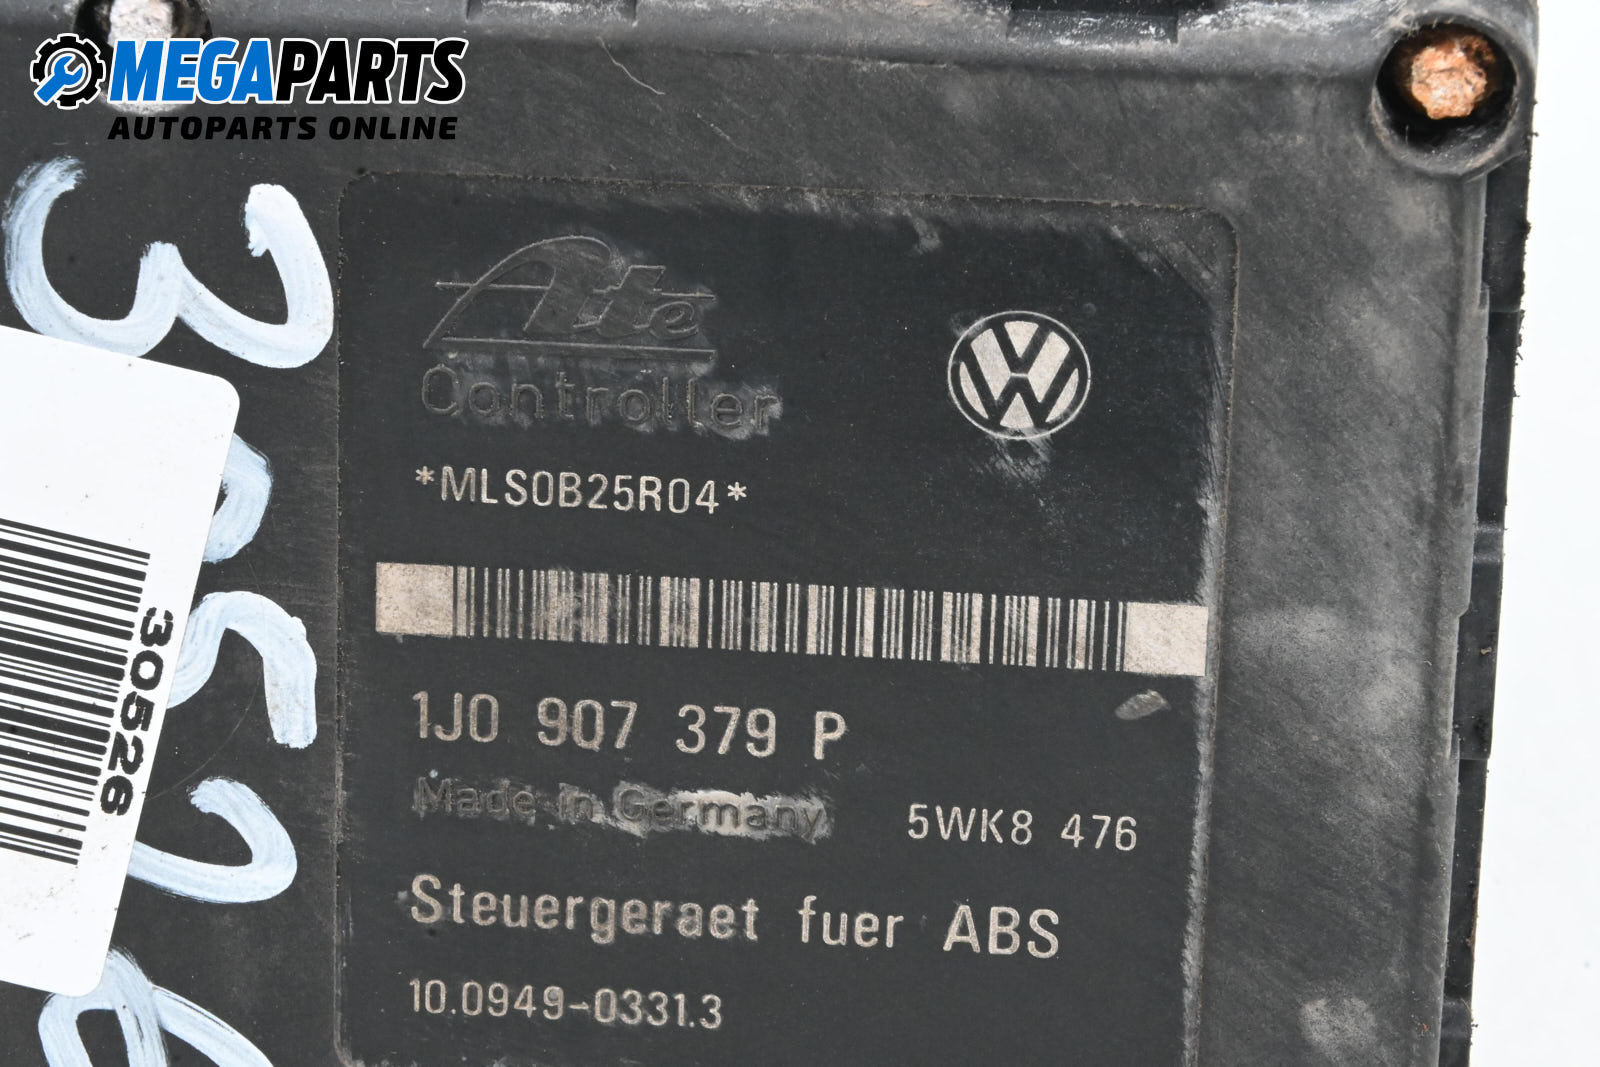 MEGAPARTS
AUTOPARTS ONLINE
Ate
Controller
*MLS0B25R04*
1J0 907 379 P
Made in Germany
5WK8 476
Steuergeraet fuer ABS
10.0949-0331.3
30526
30526